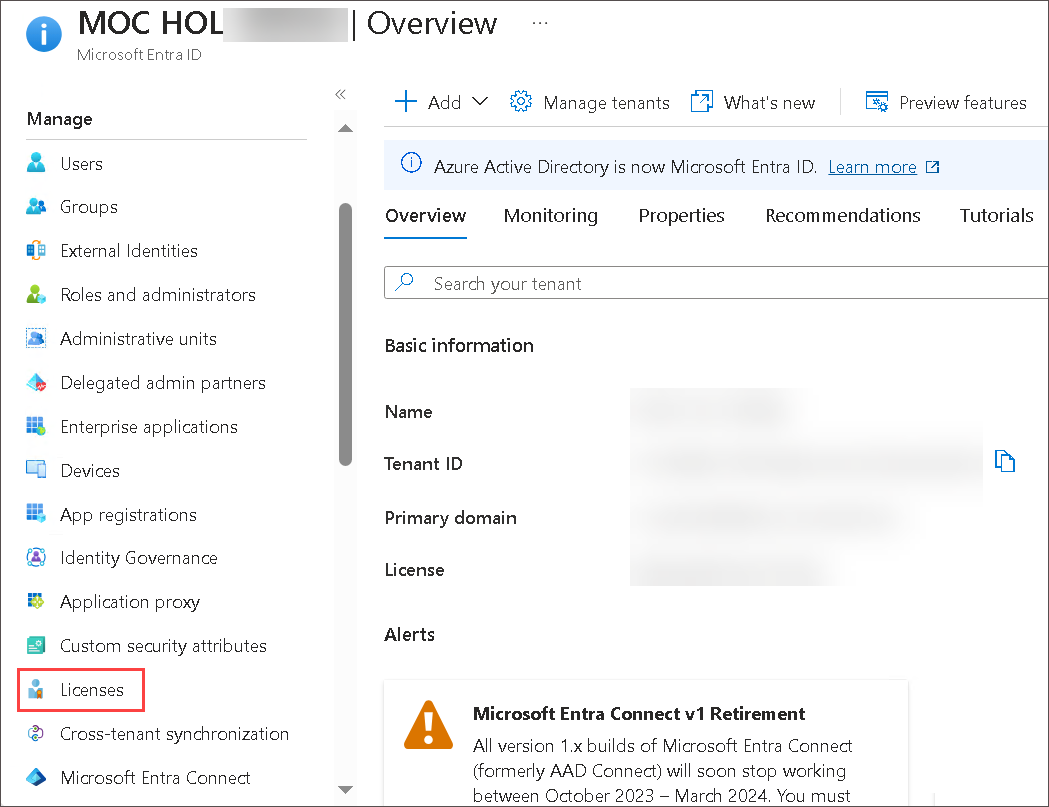 MOC HOL | Overview ...
Microsoft Entra ID
Manage
Users
Groups
External Identities
Roles and administrators
Administrative units
Delegated admin partners
Enterprise applications
Devices
App registrations
Identity Governance
Application proxy
Custom security attributes
Licenses
Cross-tenant synchronization
Microsoft Entra Connect
Add
Manage tenants
What's new
Preview features
Azure Active Directory is now Microsoft Entra ID. Learn more
Overview
Monitoring
Properties
Recommendations
Tutorials
Search your tenant
Basic information
Name
Tenant ID
Primary domain
License
Alerts
Microsoft Entra Connect v1 Retirement
All version 1.x builds of Microsoft Entra Connect
(formerly AAD Connect) will soon stop working
between October 2023 – March 2024. You must